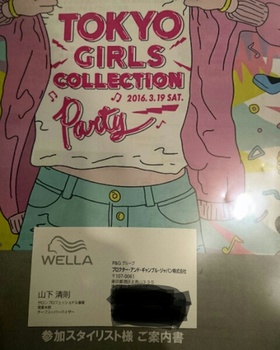 TOKYO
GIRLS
COLLECTION
2016.3.19 SAT.
Party
WELLA
P&Gグループ
プロクター・アンド・ギャンブル・ジャパン株式会社
山下 清則
参加スタイリスト様 ご案内書